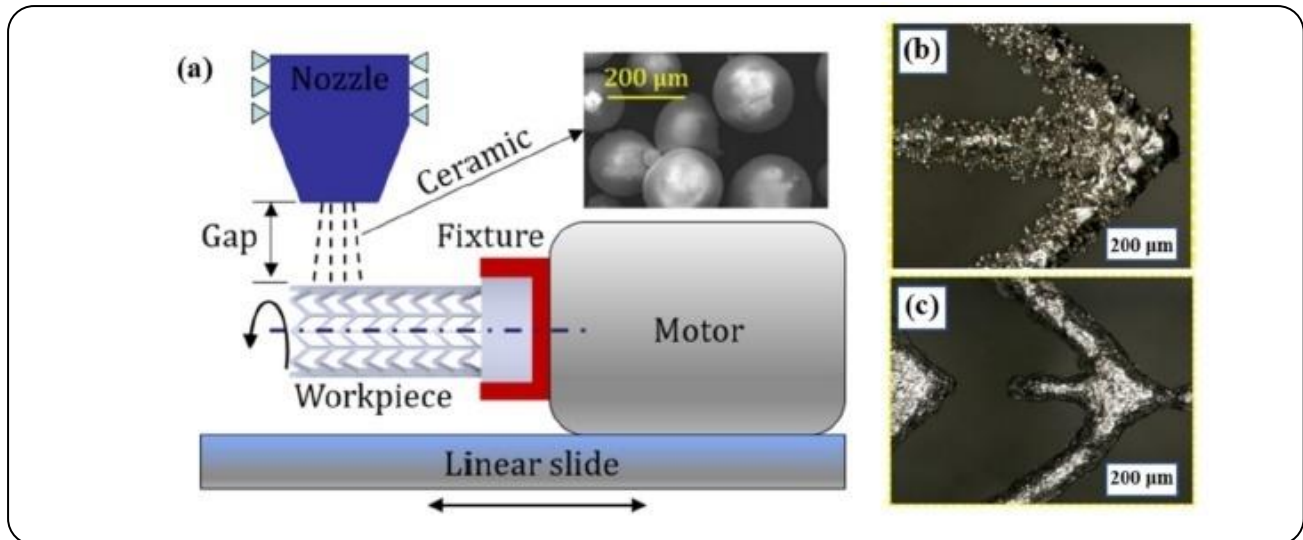 (a)
Nozzle
200 μm
Ceramic
Gap
Fixture
Motor
Workpiece
Linear slide
(b)
200 μm
(c)
200 μm